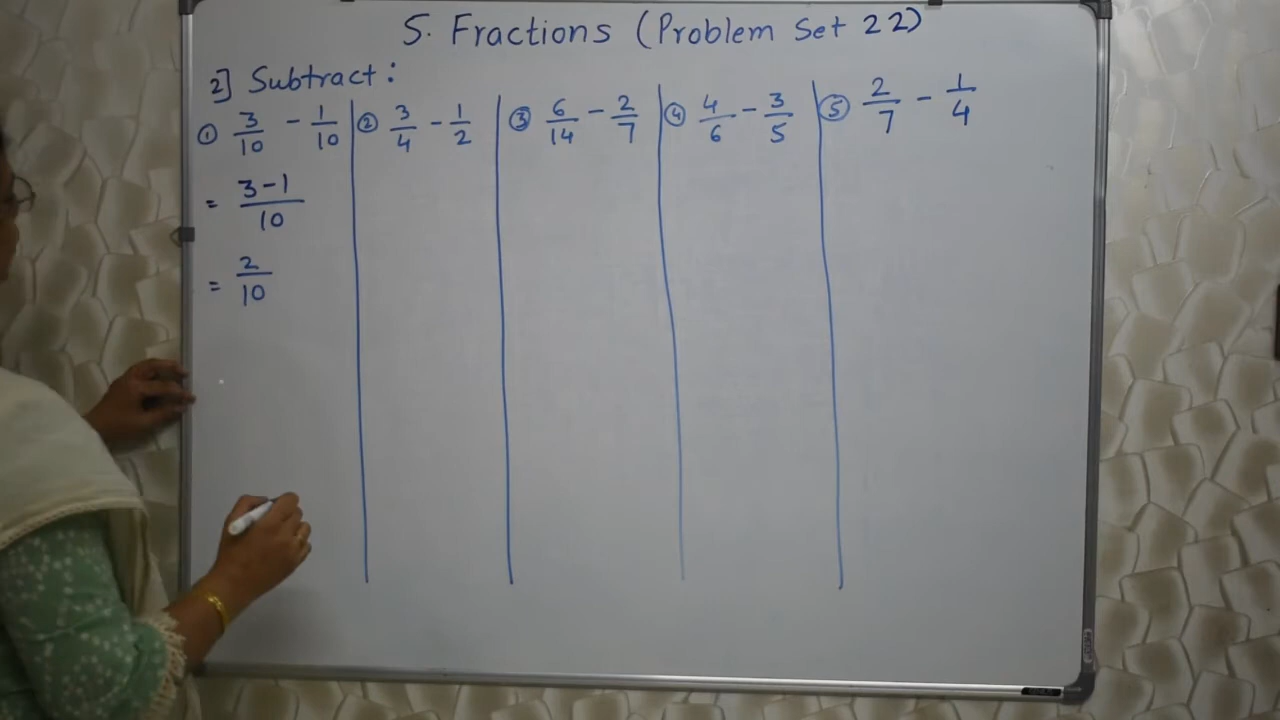 5. Fractions (Problem Set 22)
2] Subtract:
① 3/10 - 1/10
= 3-1/10
= 2/10
② 3/4 - 1/2
③ 6/14 - 2/7
④ 4/6 - 3/5
⑤ 2/7 - 1/4